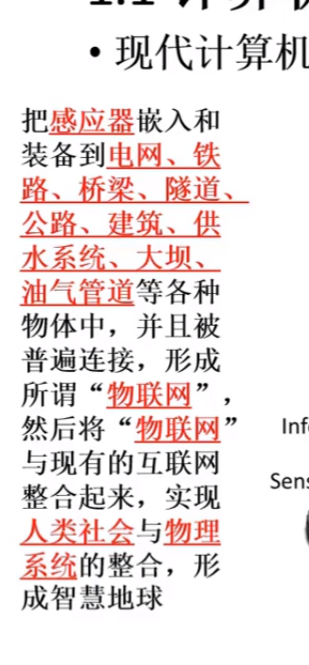 • 现代计算机
把感应器嵌入和
装备到电网、铁
路、桥梁、隧道、
公路、建筑、供
水系统、大坝、
油气管道等各种
物体中，并且被
普遍连接，形成
所谓“物联网”，
然后将“物联网”
与现有的互联网
整合起来，实现
人类社会与物理
系统的整合，形
成智慧地球
Inf
Sens